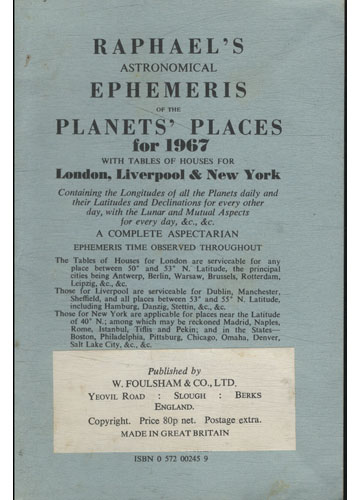 RAPHAEL'S
ASTRONOMICAL
EPHEMERIS
OF THE
PLANETS' PLACES
for 1967
WITH TABLES OF HOUSES FOR
London, Liverpool & New York
Containing the Longitudes of all the Planets daily and
their Latitudes and Declinations for every other
day, with the Lunar and Mutual Aspects
for every day, &c., &c.
A COMPLETE ASPECTARIAN
EPHEMERIS TIME OBSERVED THROUGHOUT
The Tables of Houses for London are serviceable for any
place between 50° and 53° N. Latitude, the principal
cities being Antwerp, Berlin, Warsaw, Brussels, Rotterdam,
Leipzig, &c., &c.
Those for Liverpool are serviceable for Dublin, Manchester,
Sheffield, and all places between 53° and 55° N. Latitude,
including Hamburg, Danzig, Stettin, &c., &c.
Those for New York are applicable for places near the Latitude
of 40° N.; among which may be reckoned Madrid, Naples,
Rome, Istanbul, Tiflis and Pekin; and in the States—
Boston, Philadelphia, Pittsburg, Chicago, Omaha, Denver,
Salt Lake City, &c., &c.
Published by
W. FOULSHAM & CO., LTD.
YEOVIL ROAD : SLOUGH : BERKS
ENGLAND.
Copyright. Price 80p net. Postage extra.
MADE IN GREAT BRITAIN
ISBN 0 572 00245 9